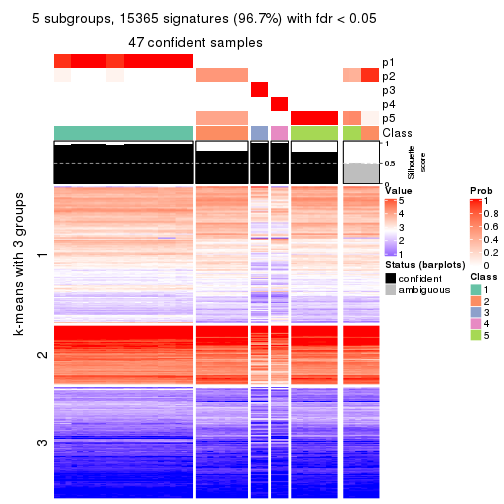 5 subgroups, 15365 signatures (96.7%) with fdr < 0.05
47 confident samples
p1
p2
p3
p4
p5
Class
1
0.5
0
Silhouette
score
k-means with 3 groups
1
2
3
Value
5
4
3
2
1
Status (barplots)
confident
ambiguous
Prob
1
0.8
0.6
0.4
0.2
0
Class
1
2
3
4
5